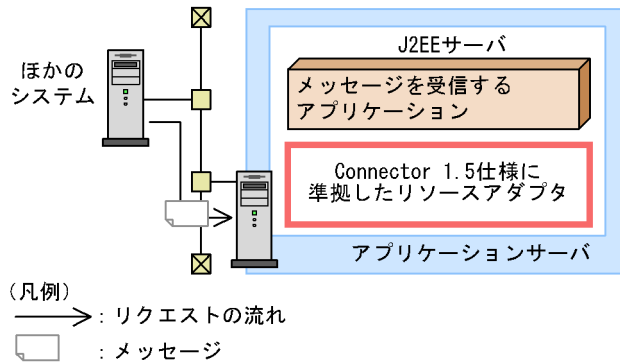 ほかの
システム
J2EEサーバ
メッセージを受信する
アプリケーション
Connector 1.5仕様に
準拠したリソースアダプタ
アプリケーションサーバ
(凡例)
：リクエストの流れ
：メッセージ